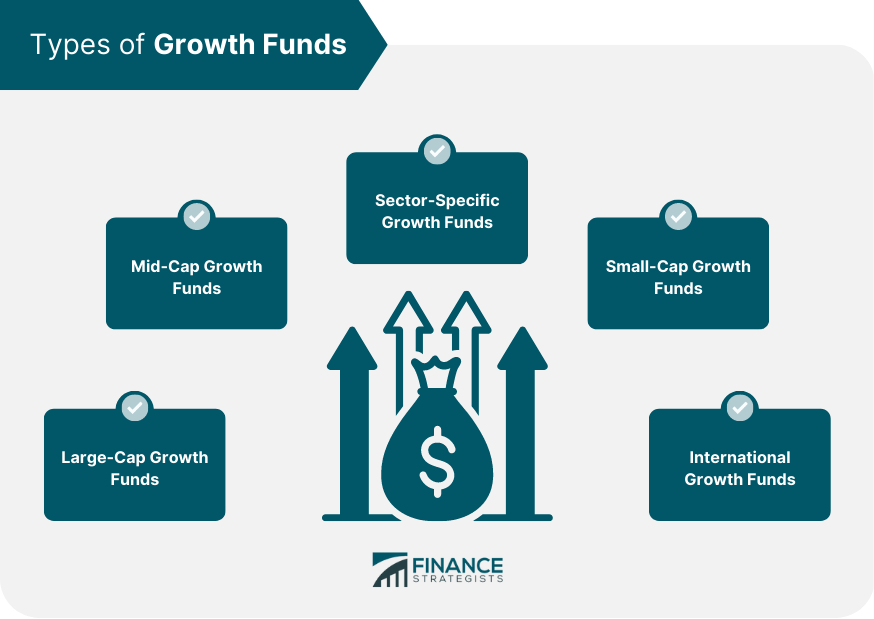 Types of Growth Funds
Sector-Specific
Growth Funds
Mid-Cap Growth
Funds
Small-Cap Growth
Funds
Large-Cap Growth
Funds
International
Growth Funds
$
FINANCE
STRATEGISTS